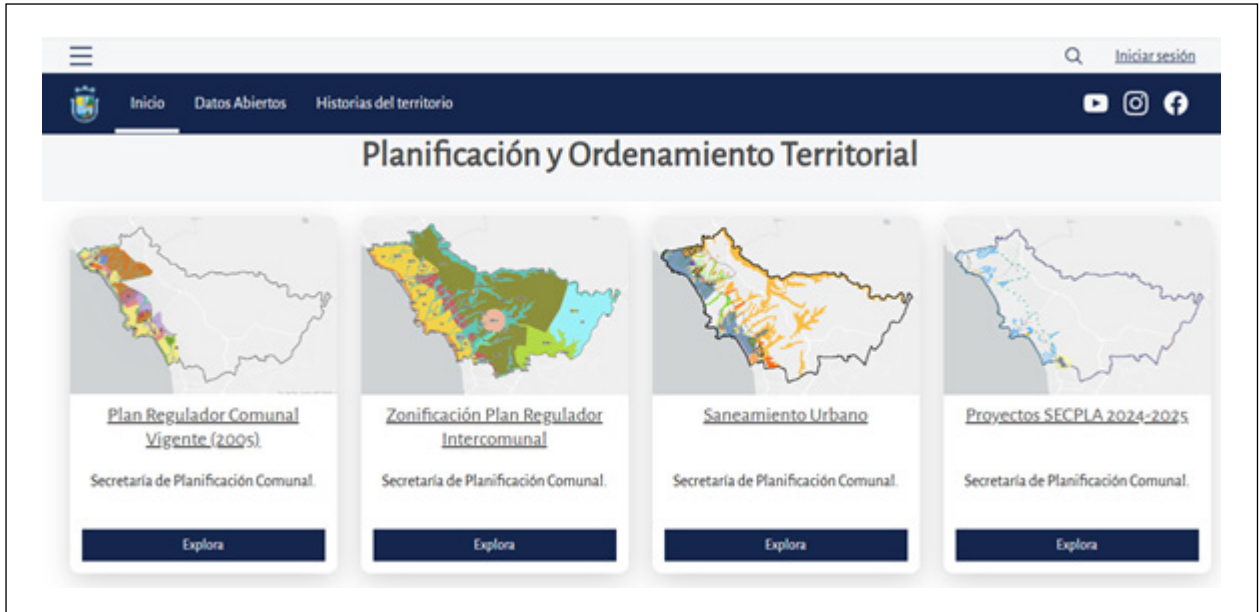 Iniciar sesión
Inicio Datos Abiertos Historias del territorio
Planificación y Ordenamiento Territorial
Plan Regulador Comunal
Vigente (2005)
Secretaría de Planificación Comunal.
Explora
Zonificación Plan Regulador
Intercomunal
Secretaría de Planificación Comunal.
Explora
Saneamiento Urbano
Secretaría de Planificación Comunal.
Explora
Proyectos SECPLA 2024-2025
Secretaría de Planificación Comunal.
Explora